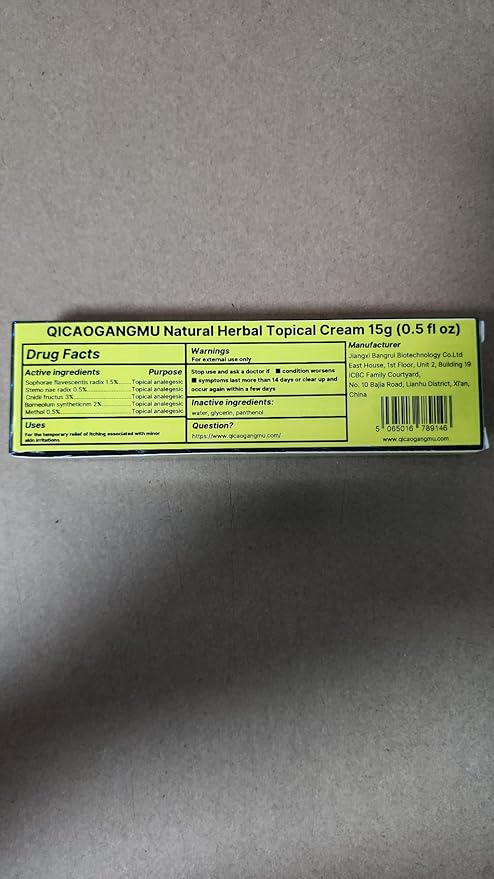 QICAOGANGMU Natural Herbal Topical Cream 15g (0.5 fl oz)
Drug Facts
Active ingredients Purpose
Sophorae flavescentis radix 1.5%.....Topical analegesic
Stemo nae radix 0.5%.....Topical analegesic
Cnidii fructus 3%.....Topical analegesic
Borneolum syntheticnm 2%.....Topical analegesic
Methol 0.5%.....Topical analegesic
Uses
For the temporary relief of itching associated with minor
skin irritations.
Warnings
For external use only
Stop use and ask a doctor if ■ condition worsens
■ symptoms last more than 14 days or clear up and
occur again within a few days
Inactive ingredients:
water, glycerin, panthenol
Question?
https://www.qicaogangmu.com/
Manufacturer
Jiangxi Bangrui Biotechnology Co.Ltd
East House, 1st Floor, Unit 2, Building 19
ICBC Family Courtyard,
No. 10 Bajia Road, Lianhu District, Xi'an,
China
5 065016 789146
www.qicaogangmu.com